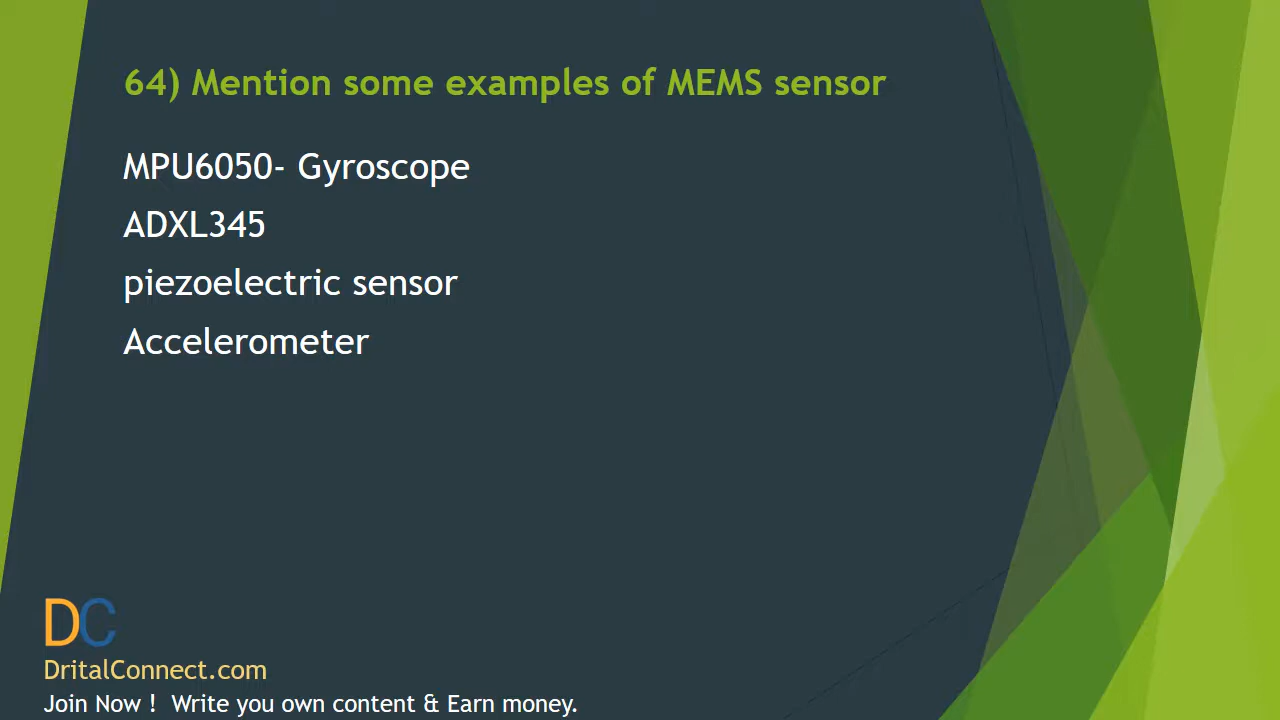 64) Mention some examples of MEMS sensor
MPU6050- Gyroscope
ADXL345
piezoelectric sensor
Accelerometer
DC
DritalConnect.com
Join Now ! Write you own content & Earn money.